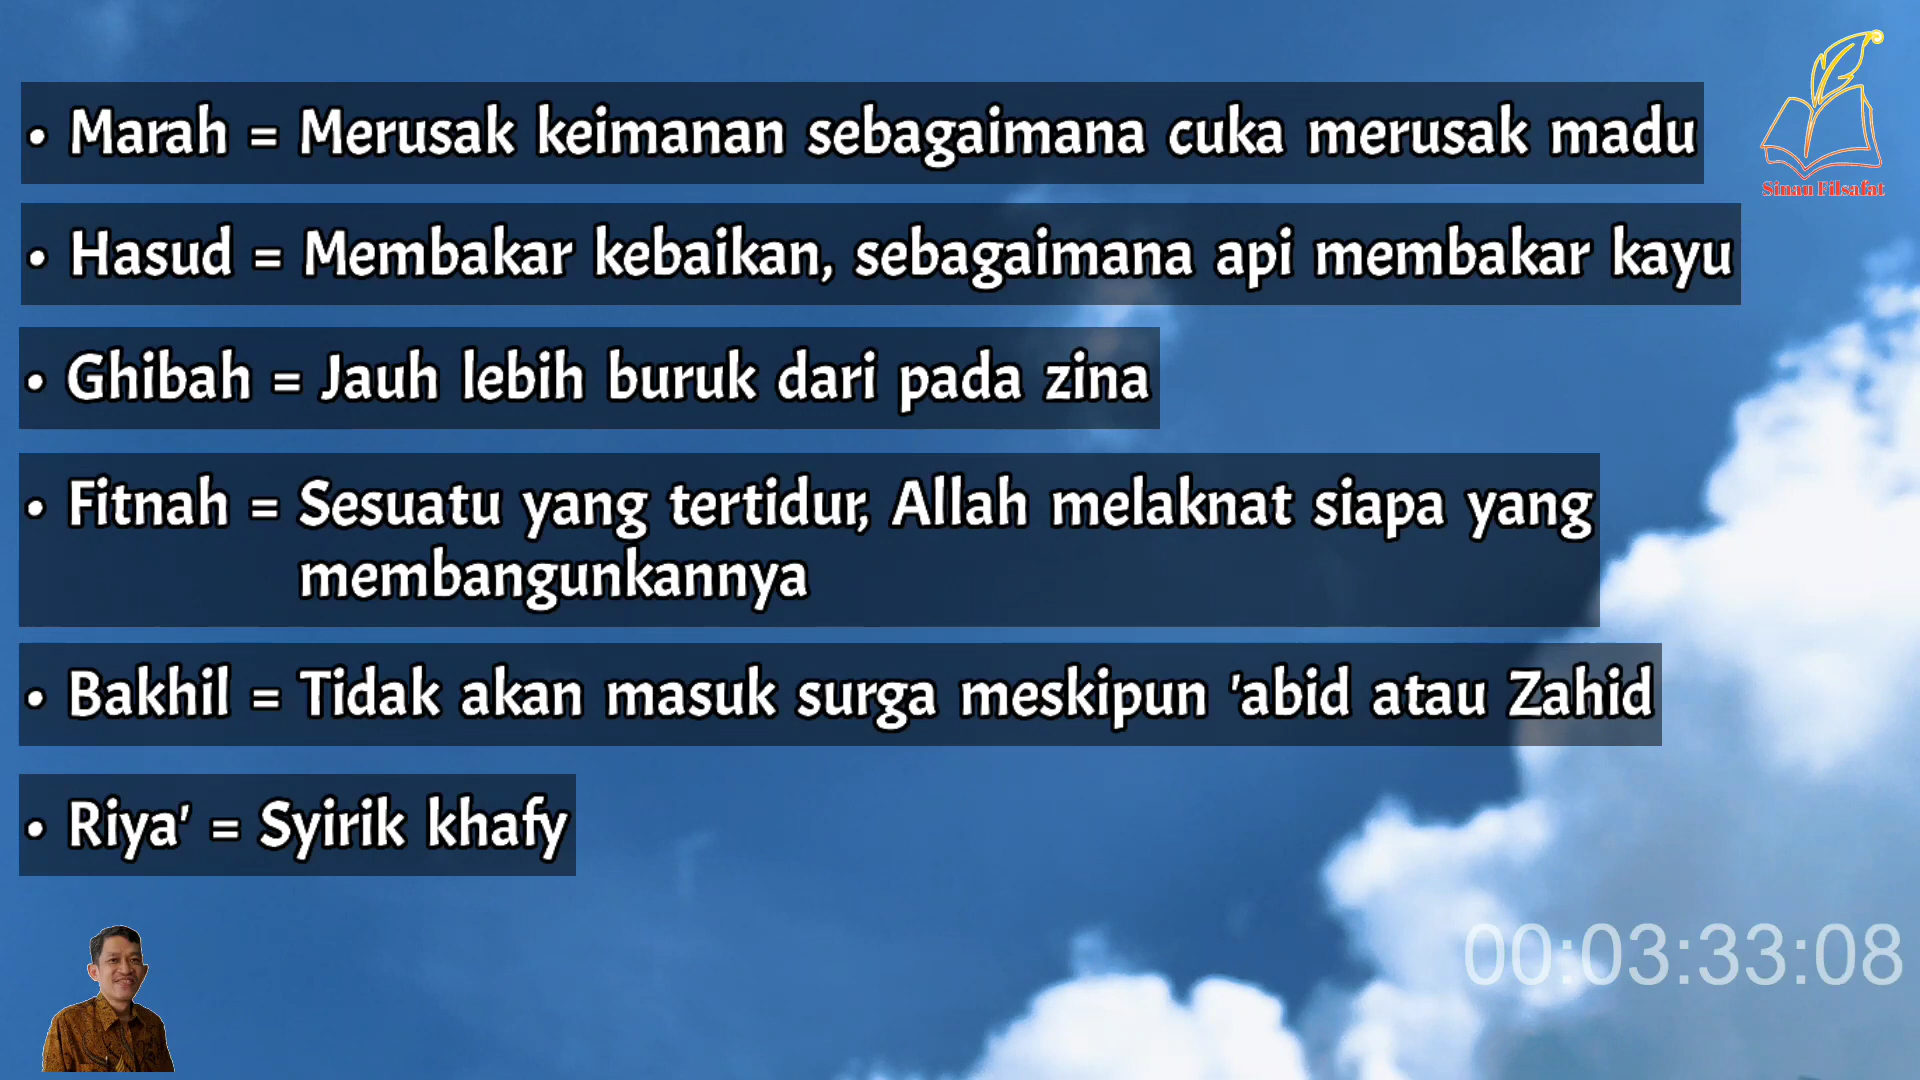 Sinau Filsafat
• Marah = Merusak keimanan sebagaimana cuka merusak madu
• Hasud = Membakar kebaikan, sebagaimana api membakar kayu
• Ghibah = Jauh lebih buruk dari pada zina
• Fitnah = Sesuatu yang tertidur, Allah melaknat siapa yang
membangunkannya
• Bakhil = Tidak akan masuk surga meskipun 'abid atau Zahid
• Riya' = Syirik khafy
00:03:33:08